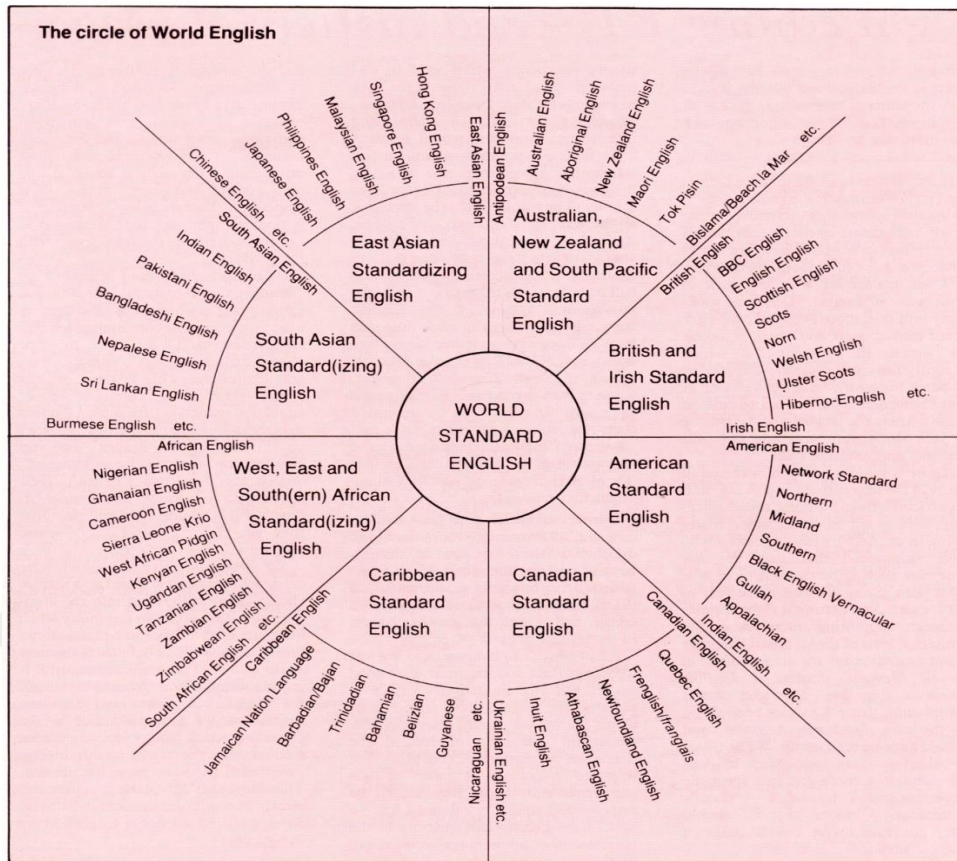 The circle of World English
WORLD
STANDARD
ENGLISH
East Asian
Standardizing
English
East Asian English
Hong Kong English
Singapore English
Malaysian English
Philippines English
Japanese English
Chinese English etc.
Australian,
New Zealand
and South Pacific
Standard
English
Antipodean English
Australian English
Aboriginal English
New Zealand English
Maori English
Tok Pisin
Bislama/Beach la Mar etc.
British and
Irish Standard
English
British English
BBC English
English English
Scottish English
Scots
Norn
Welsh English
Ulster Scots
Hiberno-English etc.
Irish English
American
Standard
English
American English
Network Standard
Northern
Midland
Southern
Black English Vernacular
Gullah
Appalachian
Indian English etc.
Canadian
Standard
English
Canadian English
Quebec English
Frenglish/franglais
Newfoundland English
Athabascan English
Inuit English
Ukrainian English etc.
Caribbean
Standard
English
Caribbean English
Jamaican Nation Language
Barbadian/Bajan
Trinidadian
Bahamian
Belizian
Guyanese
Nicaraguan etc.
West, East and
South(ern) African
Standard(izing)
English
African English
Nigerian English
Ghanaian English
Cameroon English
Sierra Leone Krio
West African Pidgin
Kenyan English
Ugandan English
Tanzanian English
Zambian English
Zimbabwean English
South African English etc.
South Asian
Standard(izing)
English
South Asian English
Indian English
Pakistani English
Bangladeshi English
Nepalese English
Sri Lankan English
Burmese English etc.